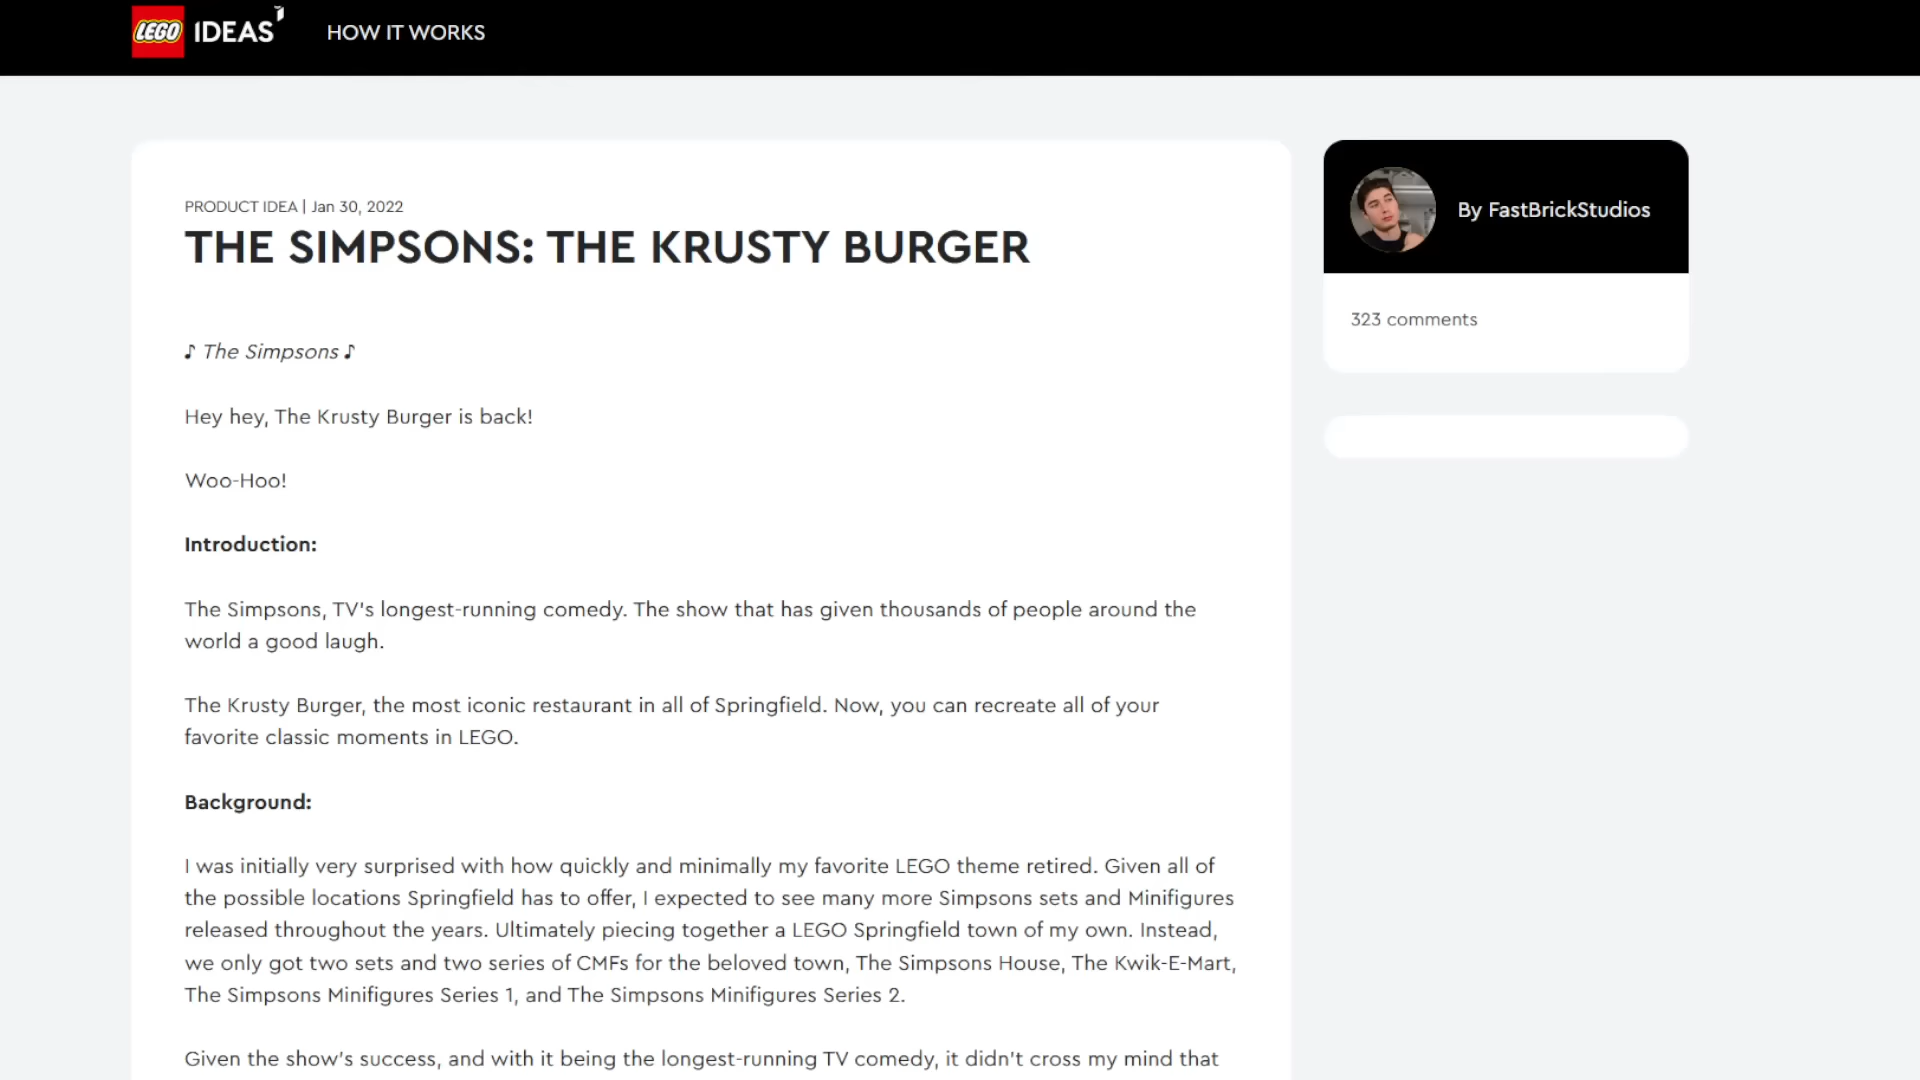 LEGO IDEAS HOW IT WORKS
PRODUCT IDEA | Jan 30, 2022
THE SIMPSONS: THE KRUSTY BURGER
By FastBrickStudios
323 comments
♪ The Simpsons ♪
Hey hey, The Krusty Burger is back!
Woo-Hoo!
Introduction:
The Simpsons, TV's longest-running comedy. The show that has given thousands of people around the
world a good laugh.
The Krusty Burger, the most iconic restaurant in all of Springfield. Now, you can recreate all of your
favorite classic moments in LEGO.
Background:
I was initially very surprised with how quickly and minimally my favorite LEGO theme retired. Given all of
the possible locations Springfield has to offer, I expected to see many more Simpsons sets and Minifigures
released throughout the years. Ultimately piecing together a LEGO Springfield town of my own. Instead,
we only got two sets and two series of CMFs for the beloved town, The Simpsons House, The Kwik-E-Mart,
The Simpsons Minifigures Series 1, and The Simpsons Minifigures Series 2.
Given the show's success, and with it being the longest-running TV comedy, it didn't cross my mind that